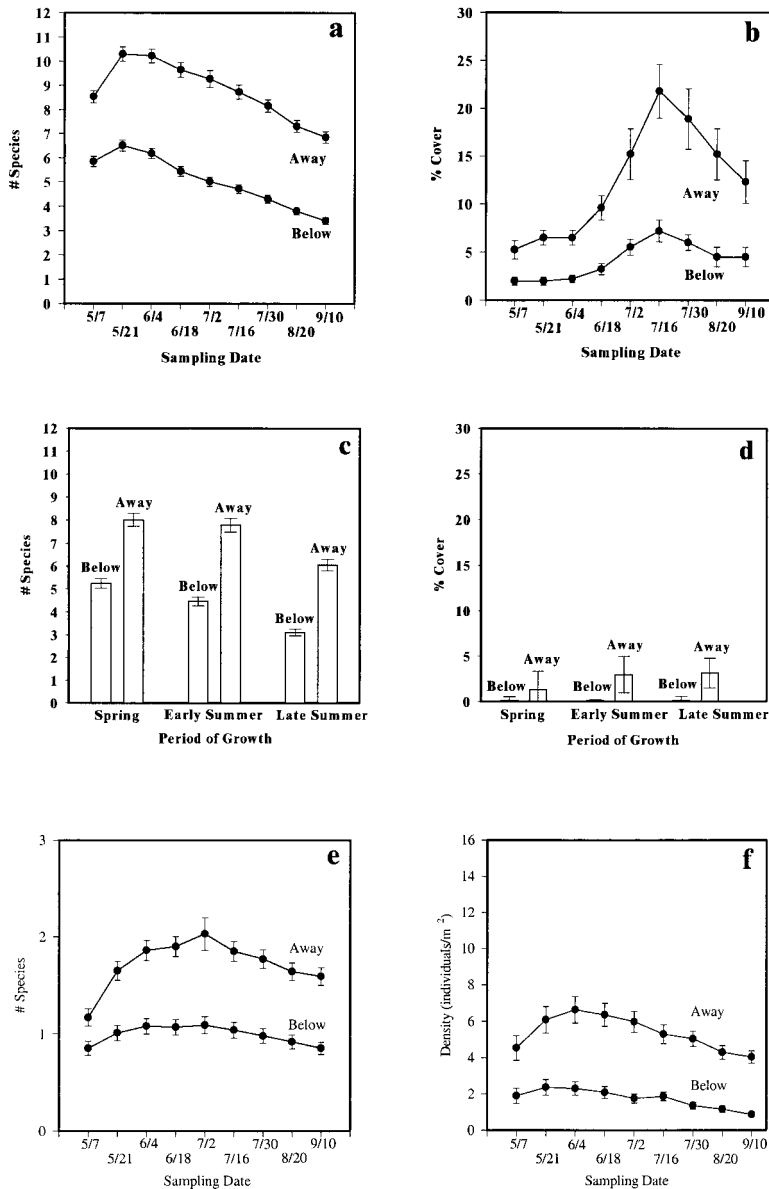 a
# Species
12
11
10
9
8
7
6
5
4
3
2
1
0
Away
Below
5/7 6/4 7/2 7/30 9/10
5/21 6/18 7/16 8/20
Sampling Date
b
% Cover
30
25
20
15
10
5
0
Away
Below
5/7 6/4 7/2 7/30 9/10
5/21 6/18 7/16 8/20
Sampling Date
c
# Species
12
11
10
9
8
7
6
5
4
3
2
1
0
Below Away
Below Away
Below Away
Spring Early Summer Late Summer
Period of Growth
d
% Cover
30
25
20
15
10
5
0
Below Away
Below Away
Below Away
Spring Early Summer Late Summer
Period of Growth
e
# Species
3
2
1
0
Away
Below
5/7 6/4 7/2 7/30 9/10
5/21 6/18 7/16 8/20
Sampling Date
f
Density (individuals/m²)
16
14
12
10
8
6
4
2
0
Away
Below
5/7 6/4 7/2 7/30 9/10
5/21 6/18 7/16 8/20
Sampling Date